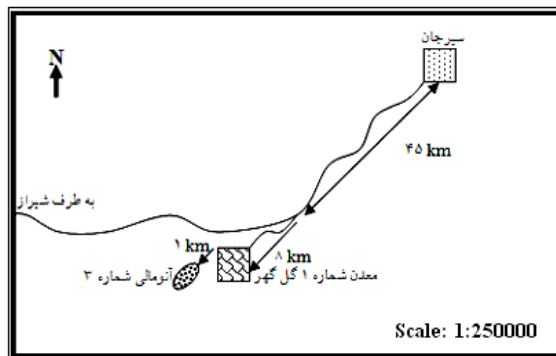 سیرجان
N
۴۵ km
به طرف شیراز
۱ km
۸ km
معدن شماره ۱ گل گهر
آنومالی شماره ۳
Scale: 1:250000